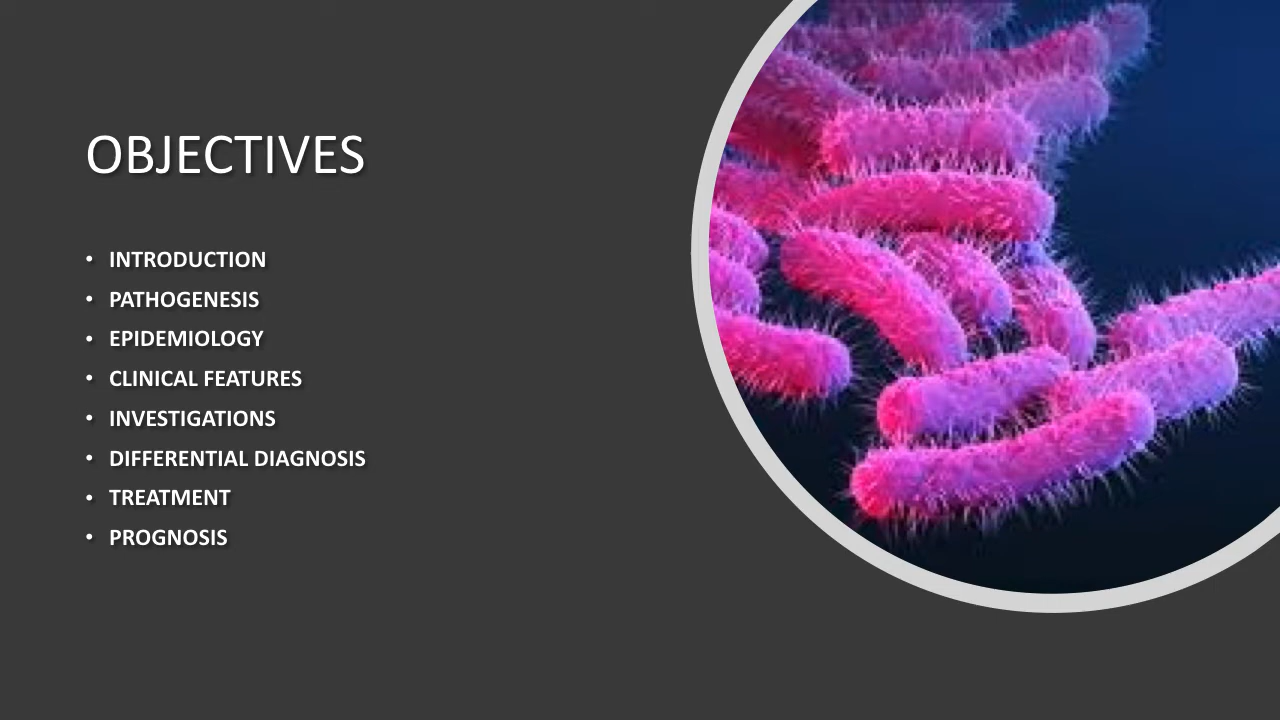 OBJECTIVES
• INTRODUCTION
• PATHOGENESIS
• EPIDEMIOLOGY
• CLINICAL FEATURES
• INVESTIGATIONS
• DIFFERENTIAL DIAGNOSIS
• TREATMENT
• PROGNOSIS